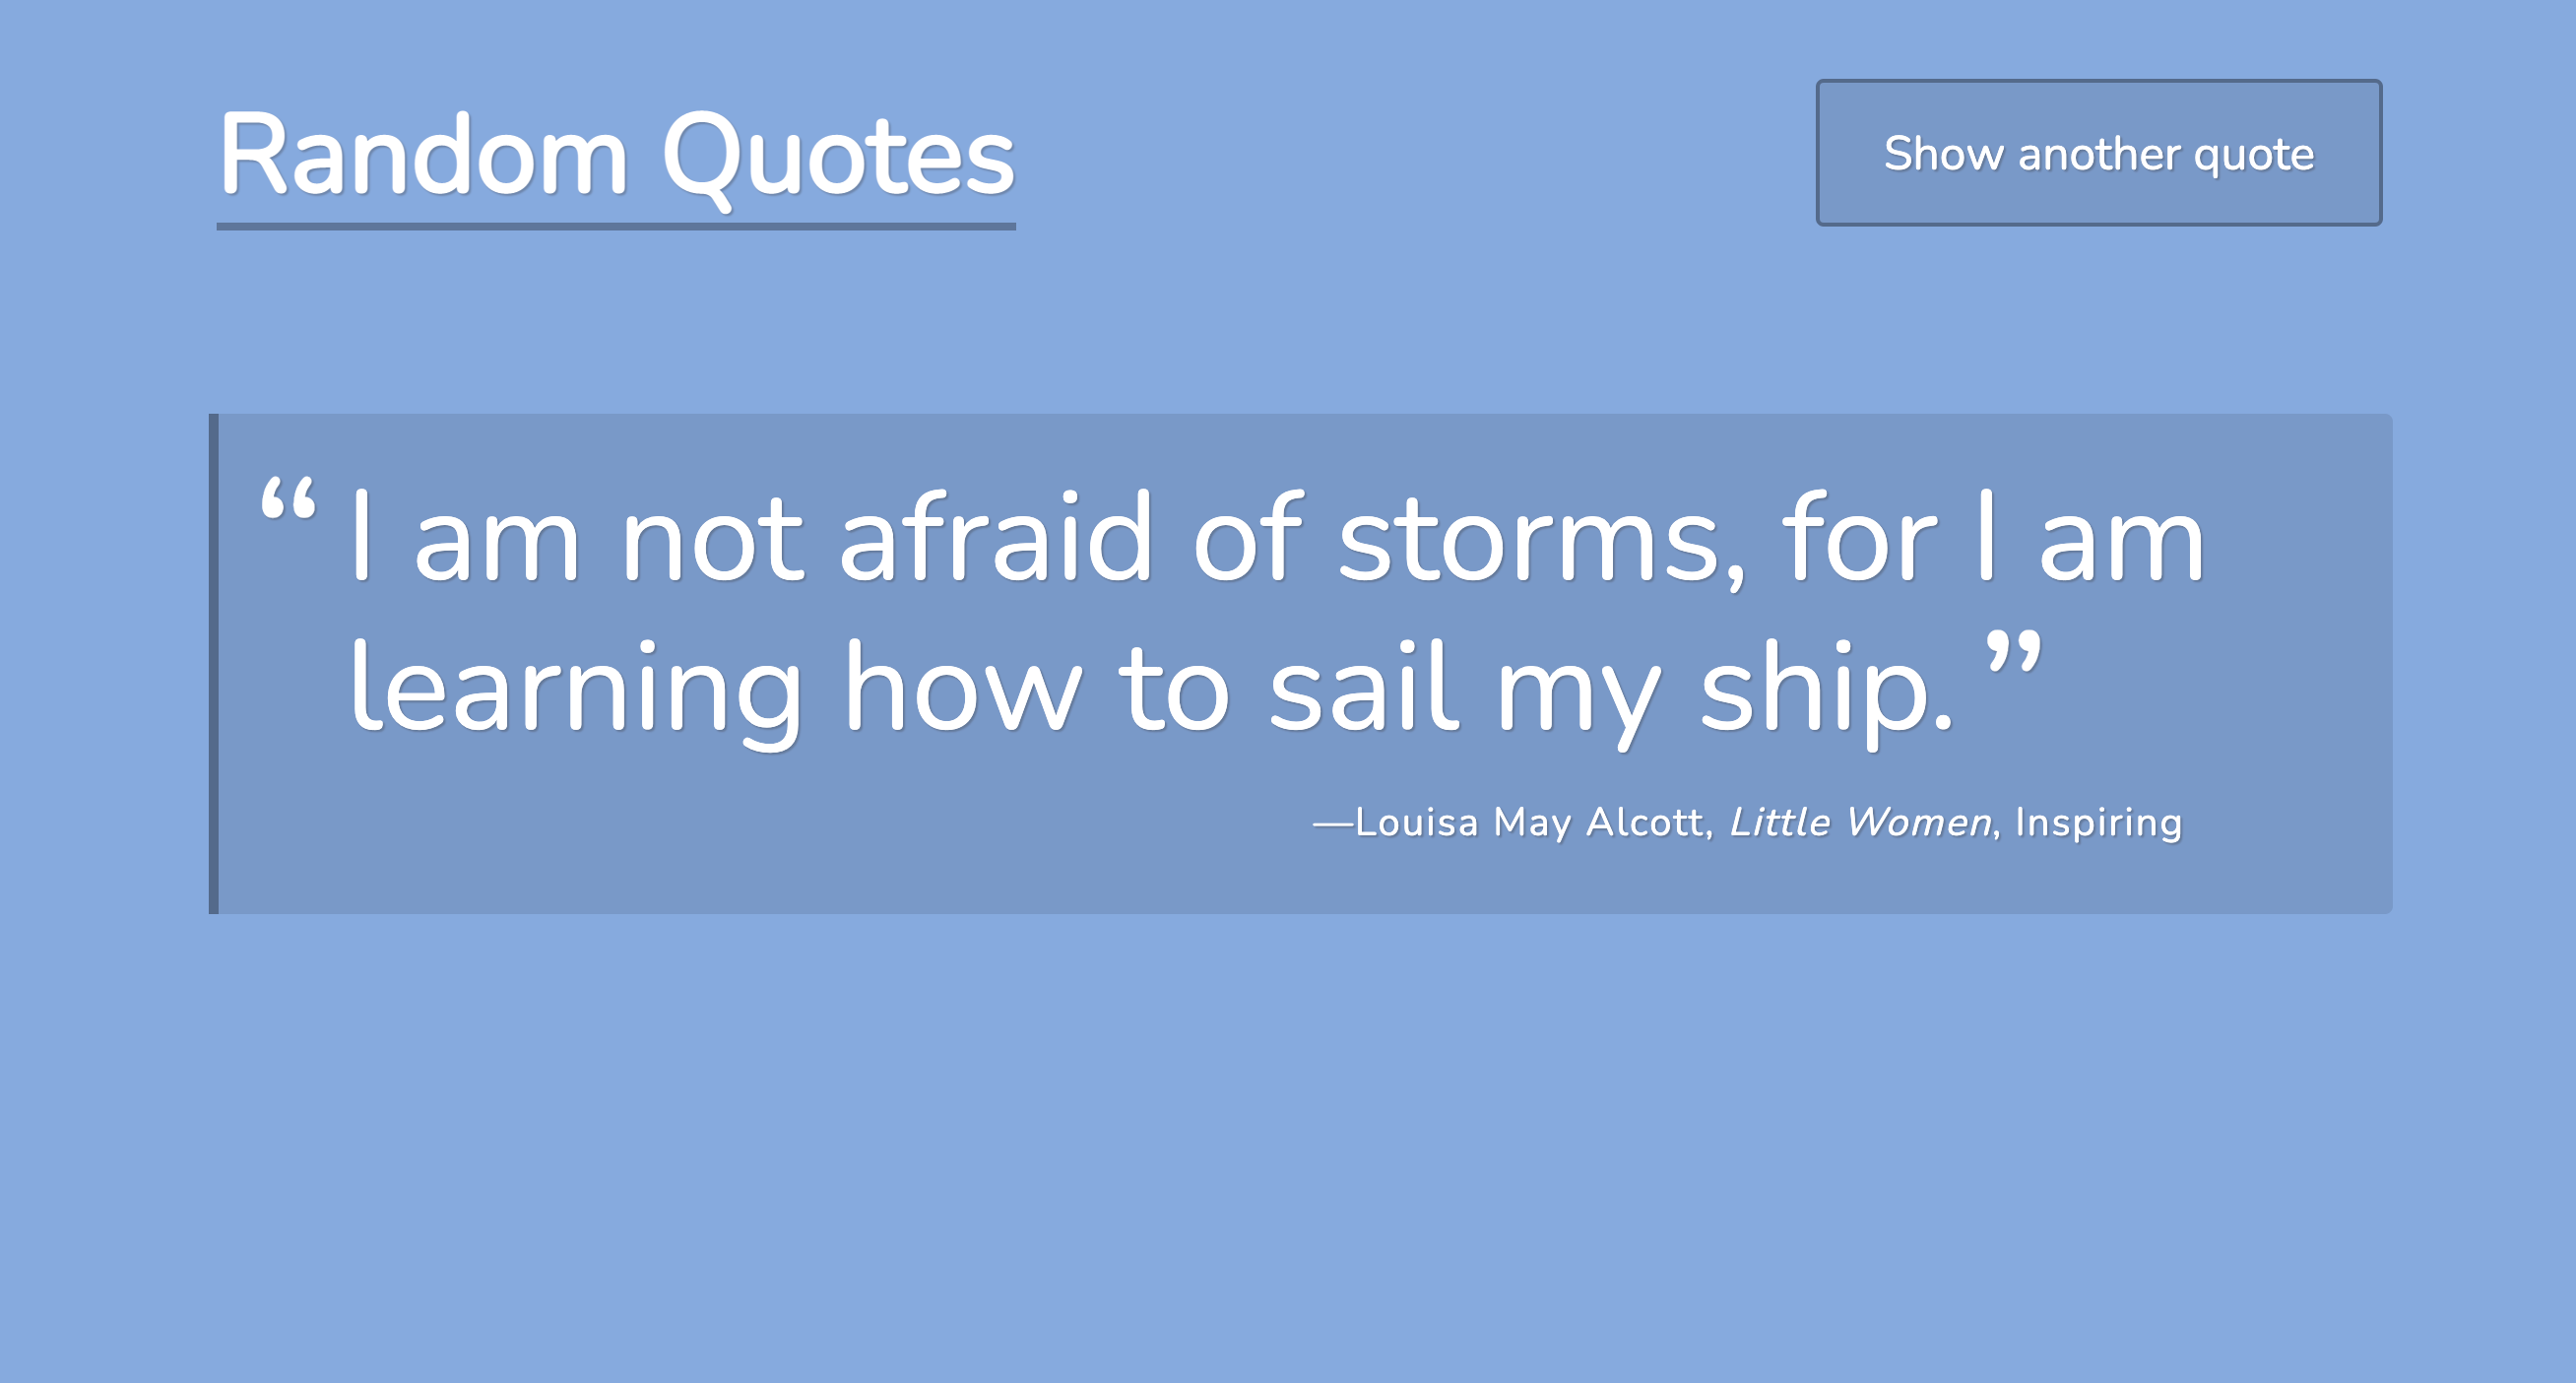 Random Quotes
Show another quote
“ I am not afraid of storms, for I am
learning how to sail my ship. ”
—Louisa May Alcott, Little Women, Inspiring